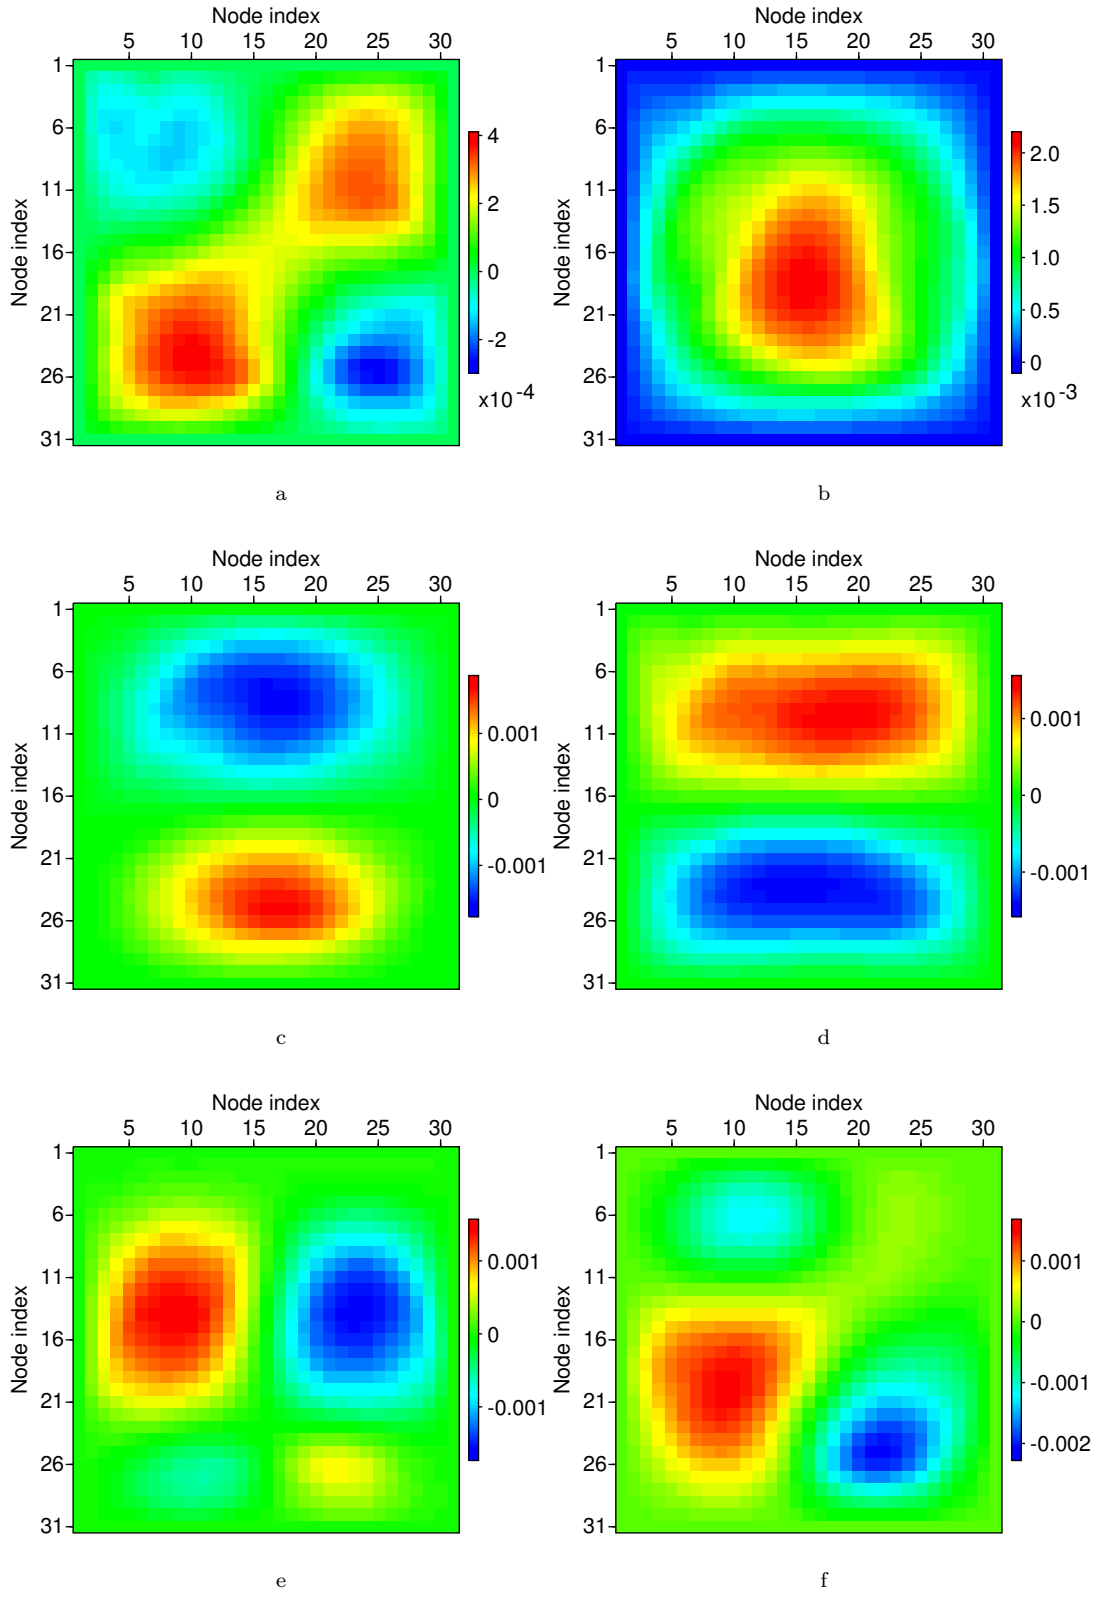 Node index Node index
5 10 15 20 25 30 5 10 15 20 25 30
Node index Node index
1 6 11 16 21 26 31 1 6 11 16 21 26 31
4 2 0 -2 2.0 1.5 1.0 0.5 0
x10 -4 x10 -3
a b
Node index Node index
5 10 15 20 25 30 5 10 15 20 25 30
Node index Node index
1 6 11 16 21 26 31 1 6 11 16 21 26 31
0.001 0 -0.001 0.001 0 -0.001
c d
Node index Node index
5 10 15 20 25 30 5 10 15 20 25 30
Node index Node index
1 6 11 16 21 26 31 1 6 11 16 21 26 31
0.001 0 -0.001 0.001 0 -0.001 -0.002
e f